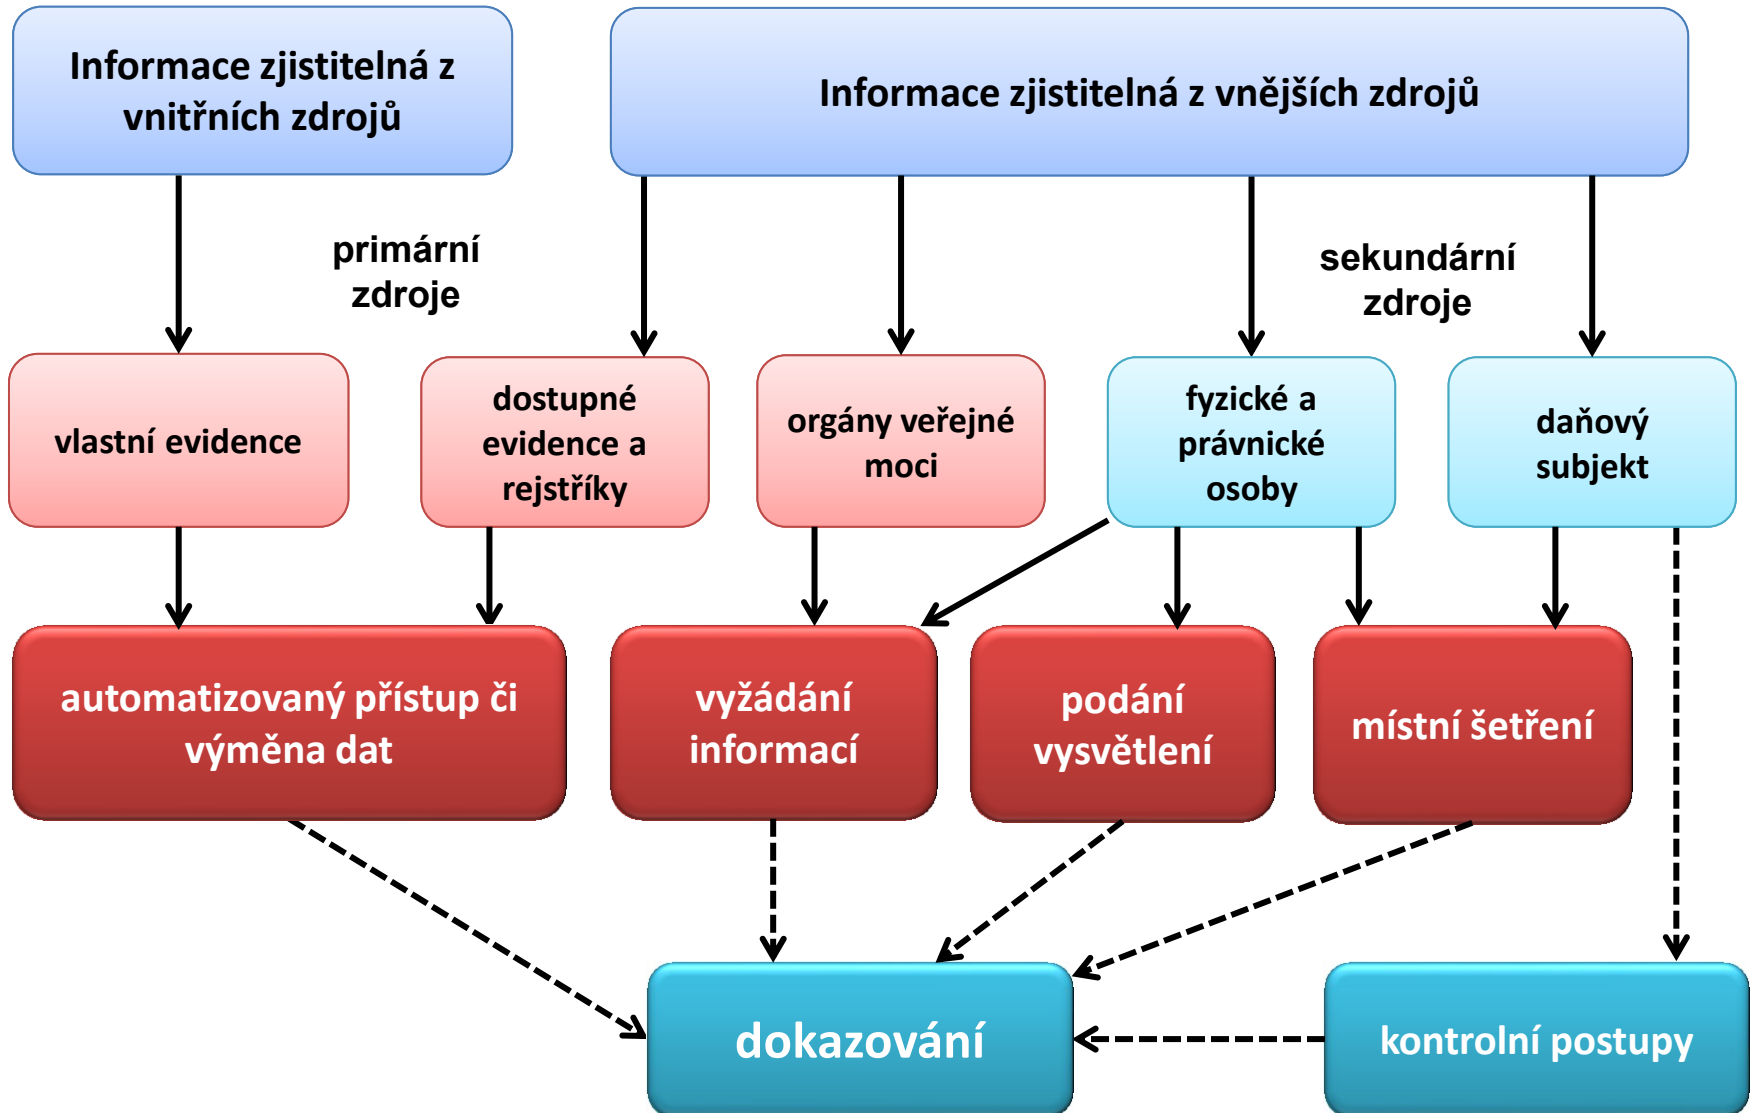 Informace zjistitelná z
vnitřních zdrojů
Informace zjistitelná z vnějších zdrojů
primární
zdroje
sekundární
zdroje
vlastní evidence
dostupné
evidence a
rejstříky
orgány veřejné
moci
fyzické a
právnické
osoby
daňový
subjekt
automatizovaný přístup či
výměna dat
vyžádání
informací
podání
vysvětlení
místní šetření
dokazování
kontrolní postupy